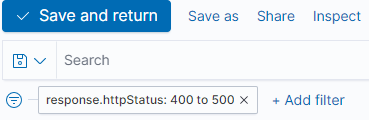 Save and return Save as Share Inspect
Search
response.httpStatus: 400 to 500 × + Add filter